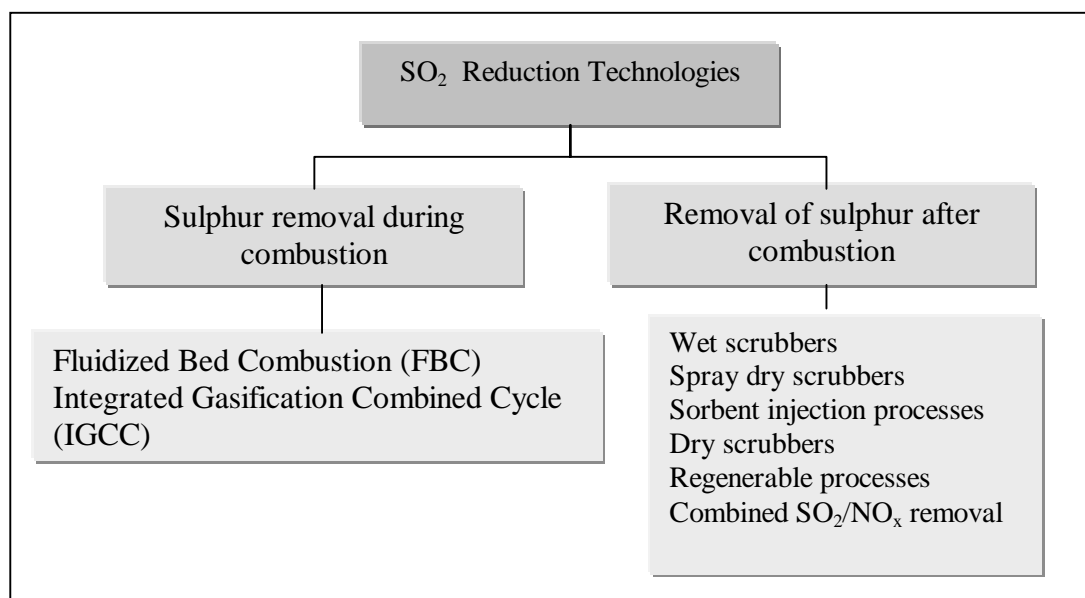 SO₂ Reduction Technologies
Sulphur removal during
combustion
Removal of sulphur after
combustion
Fluidized Bed Combustion (FBC)
Integrated Gasification Combined Cycle
(IGCC)
Wet scrubbers
Spray dry scrubbers
Sorbent injection processes
Dry scrubbers
Regenerable processes
Combined SO₂/NOₓ removal